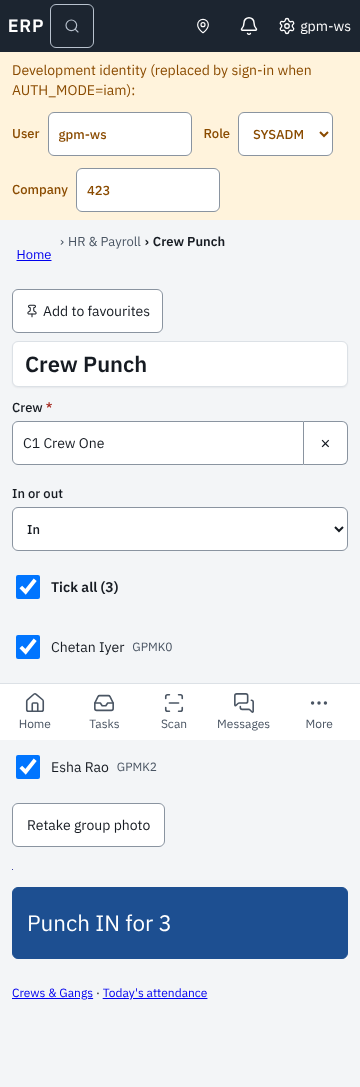 ERP
gpm-ws
Development identity (replaced by sign-in when
AUTH_MODE=iam):
User gpm-ws Role SYSADM
Company 423
Home › HR & Payroll › Crew Punch
Add to favourites
Crew Punch
Crew *
C1 Crew One ×
In or out
In
Tick all (3)
Chetan Iyer GPMK0
Home Tasks Scan Messages More
Esha Rao GPMK2
Retake group photo
Punch IN for 3
Crews & Gangs · Today's attendance